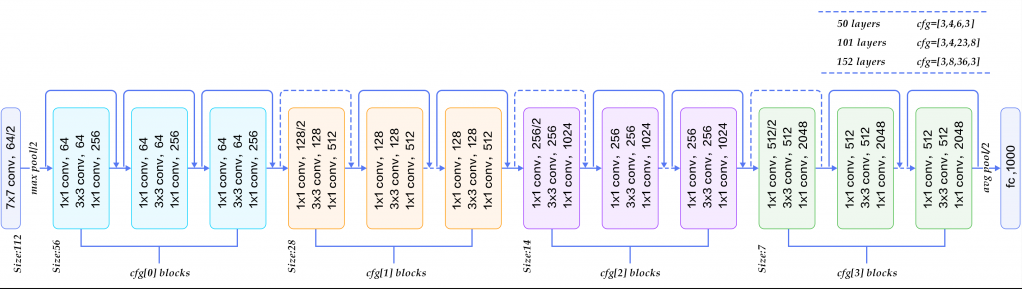 50 layers cfg=[3,4,6,3]
101 layers cfg=[3,4,23,8]
152 layers cfg=[3,8,36,3]
7x7 conv, 64/2
max pool/2
1x1 conv, 64
3x3 conv, 64
1x1 conv, 256
1x1 conv, 64
3x3 conv, 64
1x1 conv, 256
1x1 conv, 64
3x3 conv, 64
1x1 conv, 256
1x1 conv, 128/2
3x3 conv, 128
1x1 conv, 512
1x1 conv, 128
3x3 conv, 128
1x1 conv, 512
1x1 conv, 128
3x3 conv, 128
1x1 conv, 512
1x1 conv, 256/2
3x3 conv, 256
1x1 conv, 1024
1x1 conv, 256
3x3 conv, 256
1x1 conv, 1024
1x1 conv, 256
3x3 conv, 256
1x1 conv, 1024
1x1 conv, 512/2
3x3 conv, 512
1x1 conv, 2048
1x1 conv, 512
3x3 conv, 512
1x1 conv, 2048
1x1 conv, 512
3x3 conv, 512
1x1 conv, 2048
avg pool/2
fc ,1000
Size:112
Size:56
cfg[0] blocks
Size:28
cfg[1] blocks
Size:14
cfg[2] blocks
Size:7
cfg[3] blocks